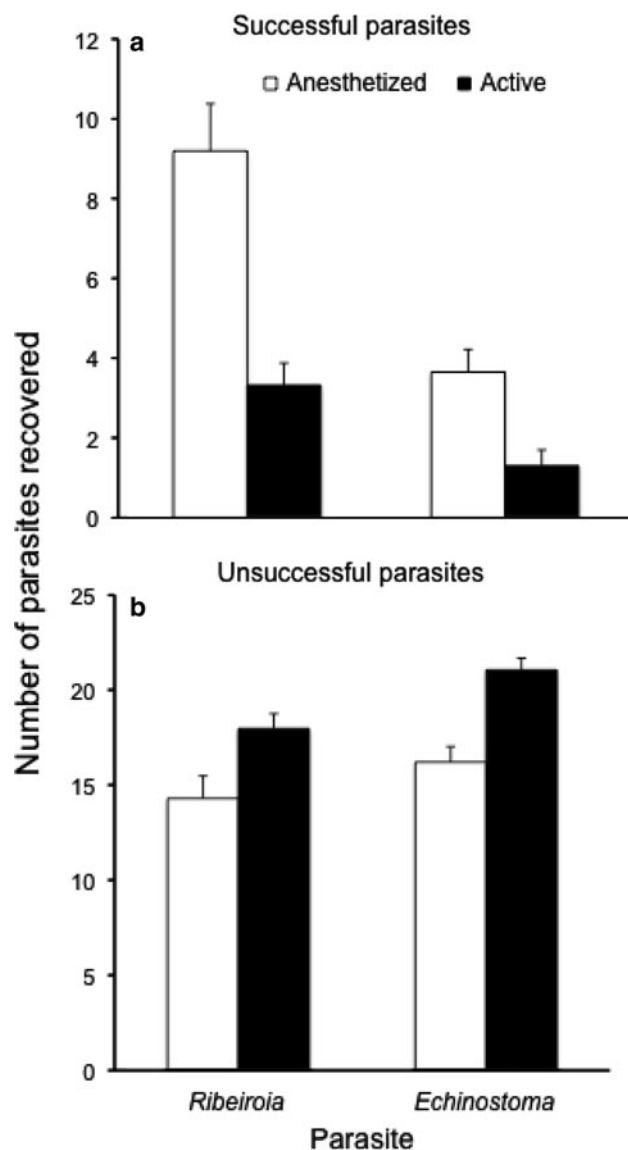 Successful parasites
a
Anesthetized Active
12
10
8
6
4
2
0
Number of parasites recovered
Unsuccessful parasites
b
25
20
15
10
5
0
Ribeiroia Echinostoma
Parasite